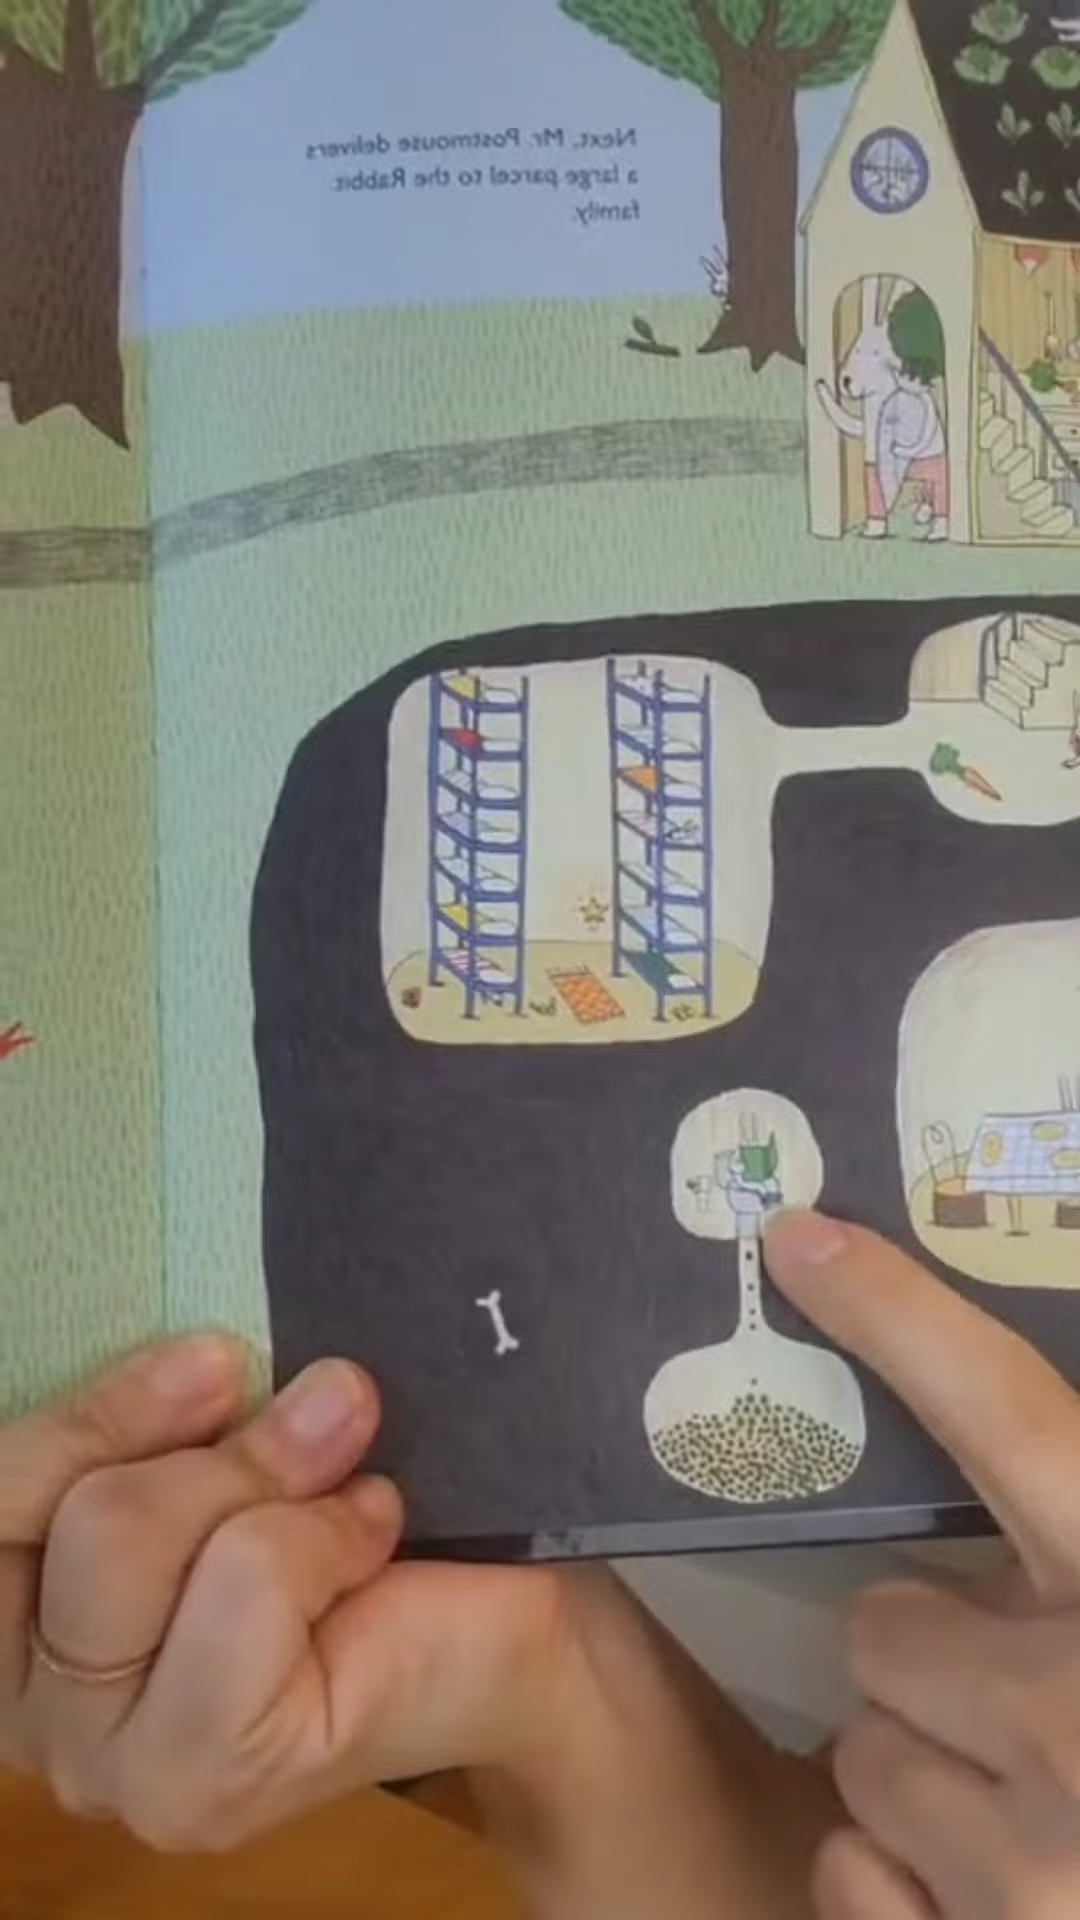 Next, Mr. Postmouse delivers
a large parcel to the Rabbit
family.